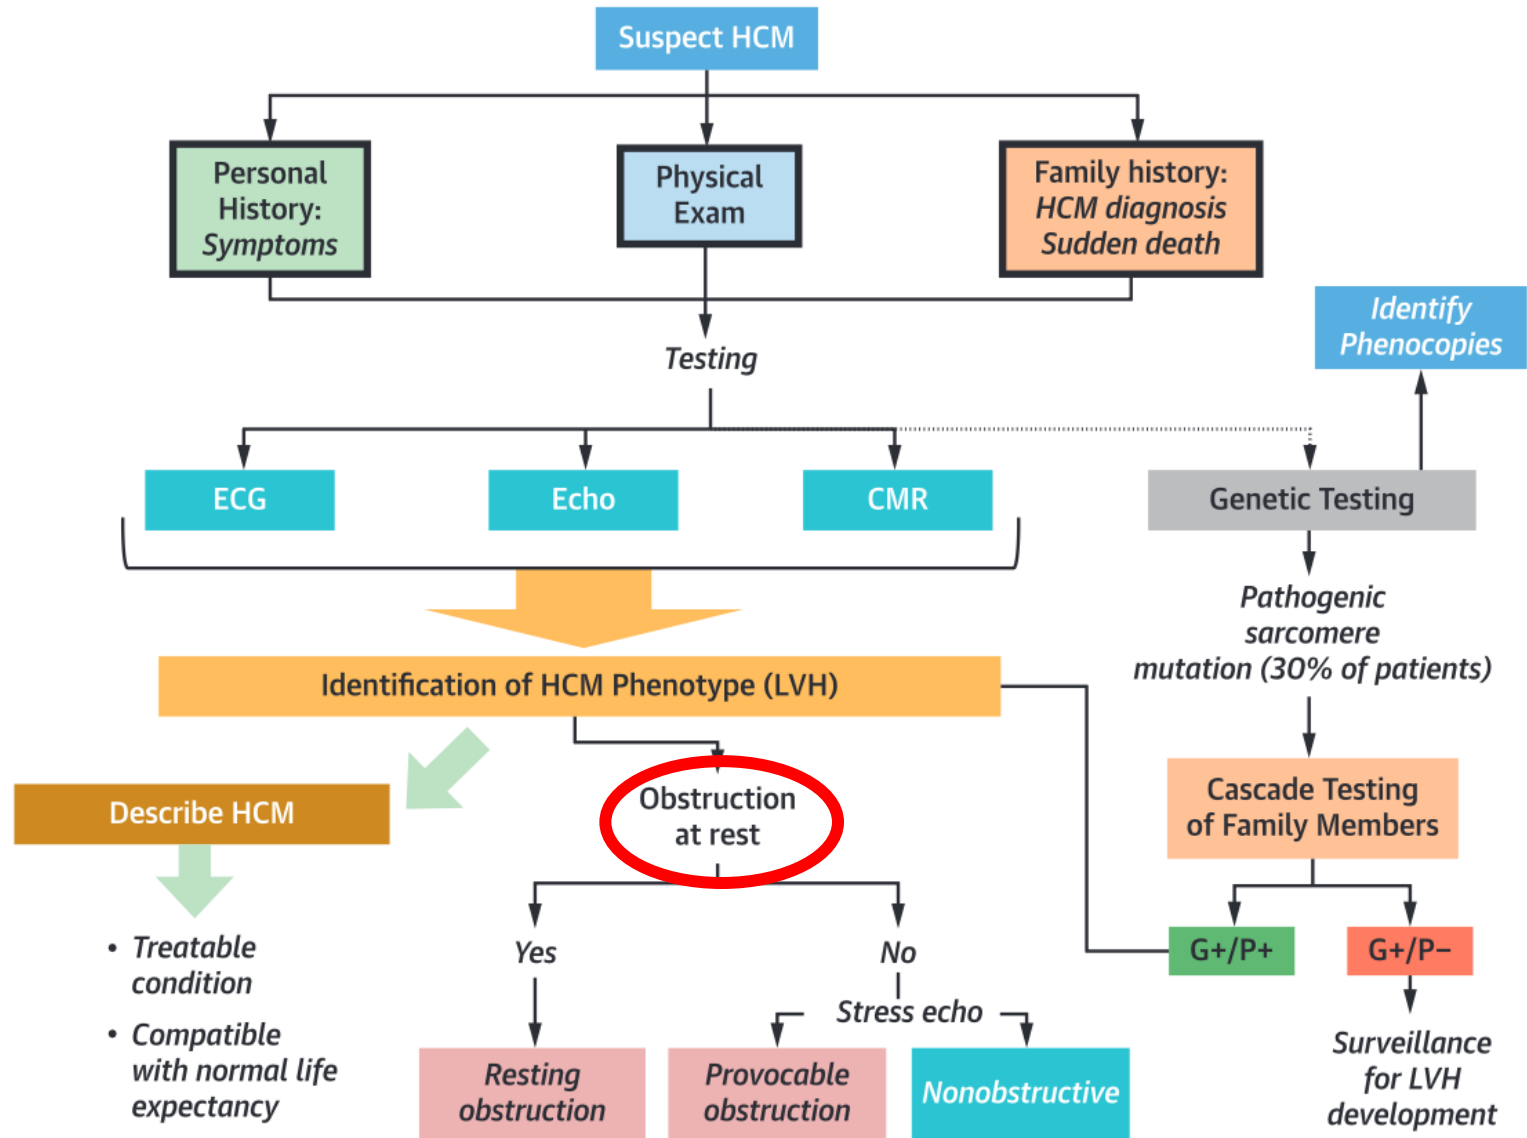 Suspect HCM
Personal
History:
Symptoms
Physical
Exam
Family history:
HCM diagnosis
Sudden death
Identify
Phenocopies
Testing
ECG
Echo
CMR
Genetic Testing
Pathogenic
sarcomere
mutation (30% of patients)
Identification of HCM Phenotype (LVH)
Describe HCM
Obstruction
at rest
Cascade Testing
of Family Members
• Treatable
condition
• Compatible
with normal life
expectancy
Yes
No
Stress echo
G+/P+
G+/P−
Resting
obstruction
Provocable
obstruction
Nonobstructive
Surveillance
for LVH
development